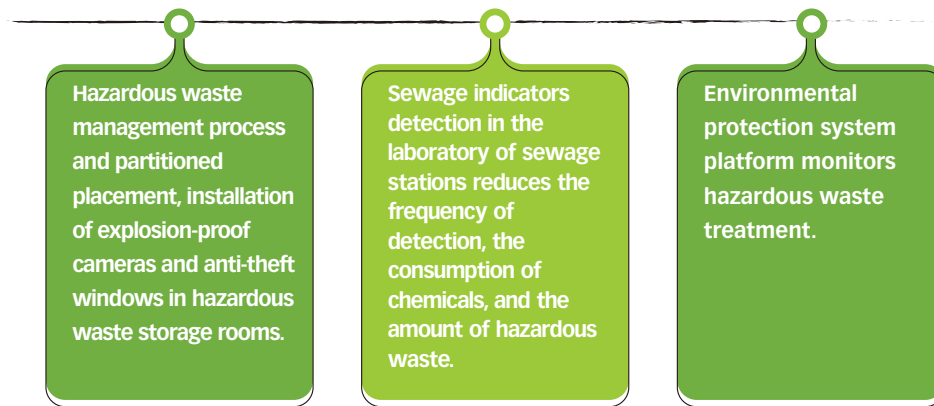 Hazardous waste
management process
and partitioned
placement, installation
of explosion-proof
cameras and anti-theft
windows in hazardous
waste storage rooms.
Sewage indicators
detection in the
laboratory of sewage
stations reduces the
frequency of
detection, the
consumption of
chemicals, and the
amount of hazardous
waste.
Environmental
protection system
platform monitors
hazardous waste
treatment.